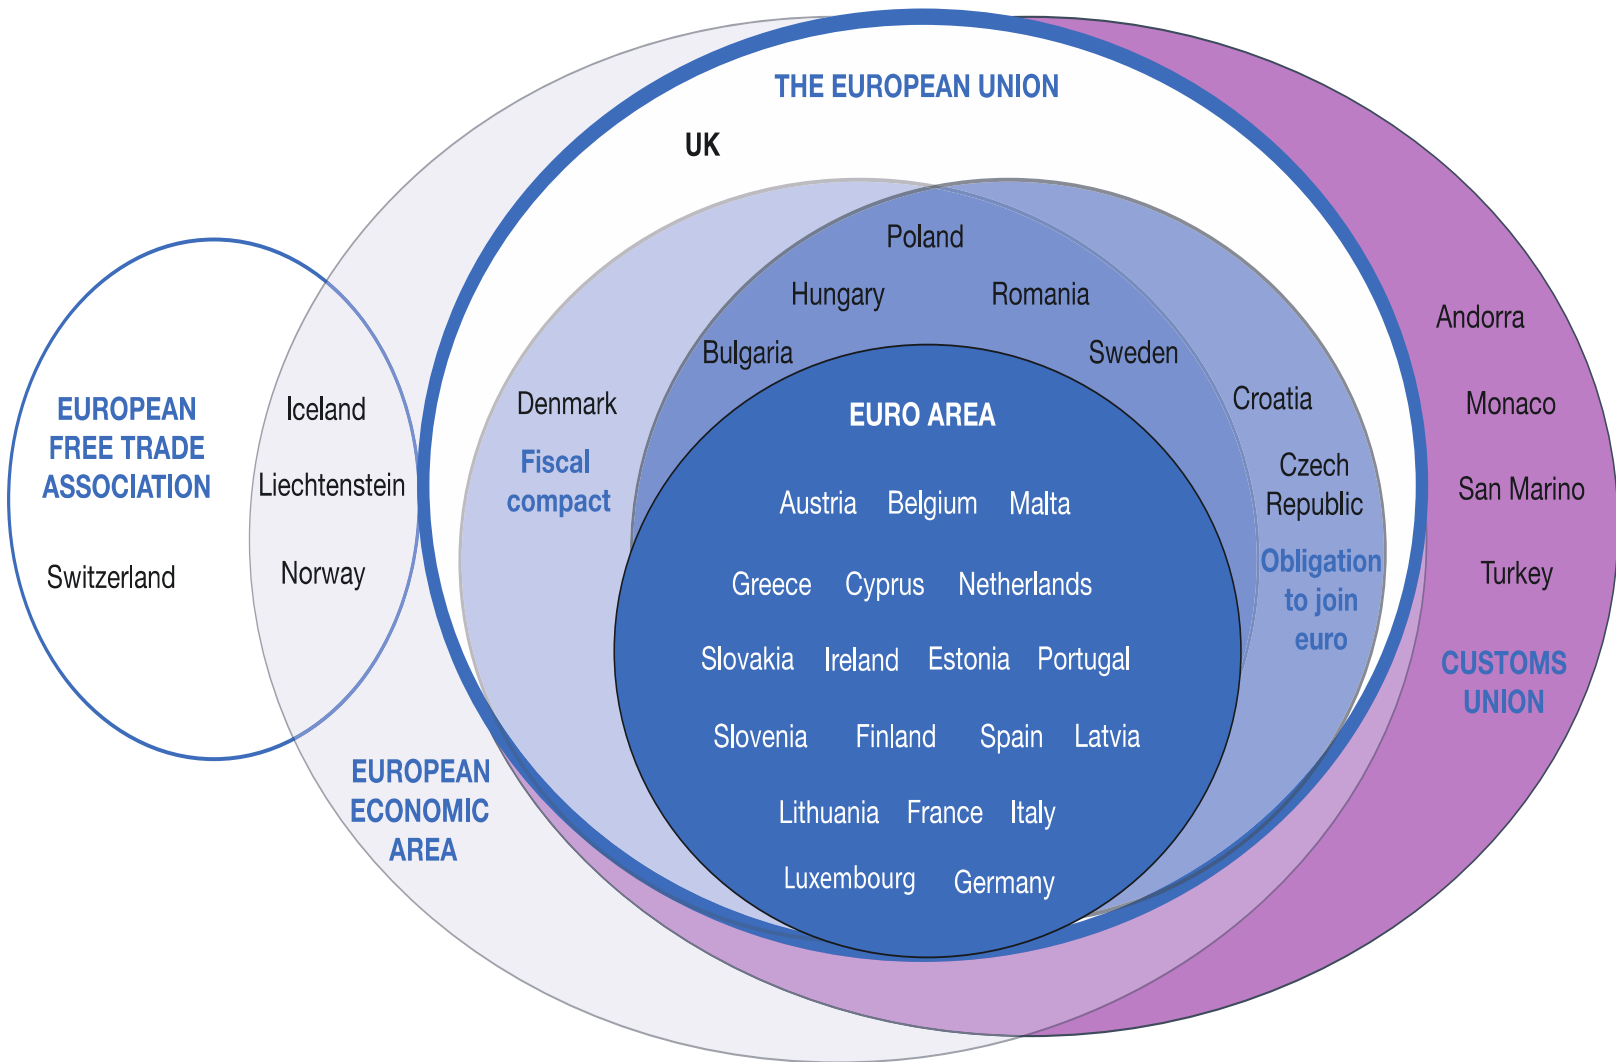 THE EUROPEAN UNION
UK
Poland
Hungary Romania
Bulgaria Sweden
EUROPEAN
FREE TRADE
ASSOCIATION
Switzerland
Iceland
Liechtenstein
Norway
EUROPEAN
ECONOMIC
AREA
Denmark
Fiscal
compact
EURO AREA
Austria Belgium Malta
Greece Cyprus Netherlands
Slovakia Ireland Estonia Portugal
Slovenia Finland Spain Latvia
Lithuania France Italy
Luxembourg Germany
Croatia
Czech
Republic
Obligation
to join
euro
Andorra
Monaco
San Marino
Turkey
CUSTOMS
UNION